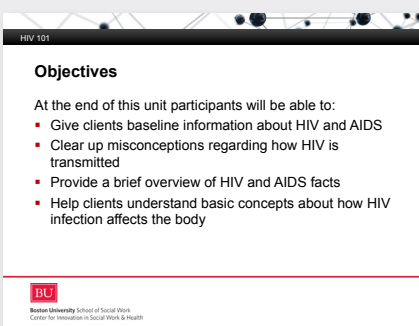 HIV 101
Objectives
At the end of this unit participants will be able to:
▪ Give clients baseline information about HIV and AIDS
▪ Clear up misconceptions regarding how HIV is
transmitted
▪ Provide a brief overview of HIV and AIDS facts
▪ Help clients understand basic concepts about how HIV
infection affects the body
BU
Boston University School of Social Work
Center for Innovation in Social Work & Health